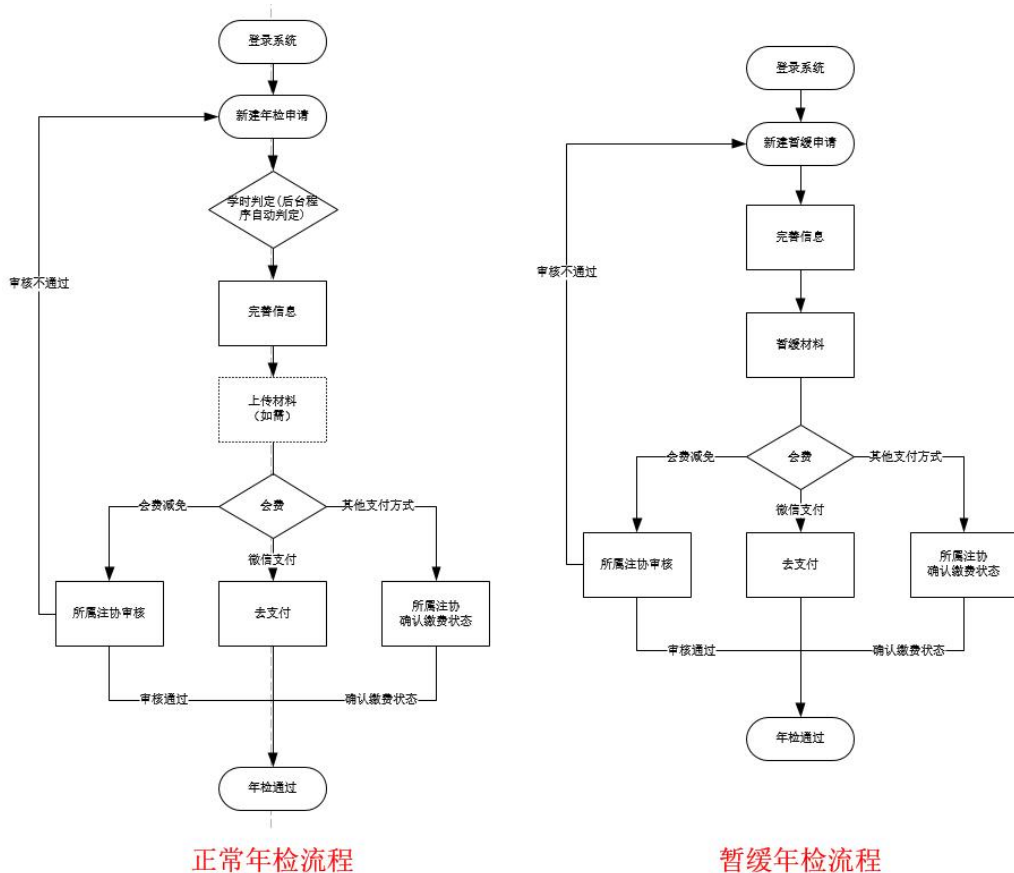 登录系统
新建年检申请
学时判定(后台程
序自动判定)
审核不通过
完善信息
上传材料
(如需)
会费减免
会费
其他支付方式
微信支付
所属注协审核
去支付
所属注协
确认缴费状态
审核通过
确认缴费状态
年检通过
正常年检流程
登录系统
新建暂缓申请
完善信息
审核不通过
暂缓材料
会费减免
会费
其他支付方式
微信支付
所属注协审核
去支付
所属注协
确认缴费状态
审核通过
确认缴费状态
年检通过
暂缓年检流程